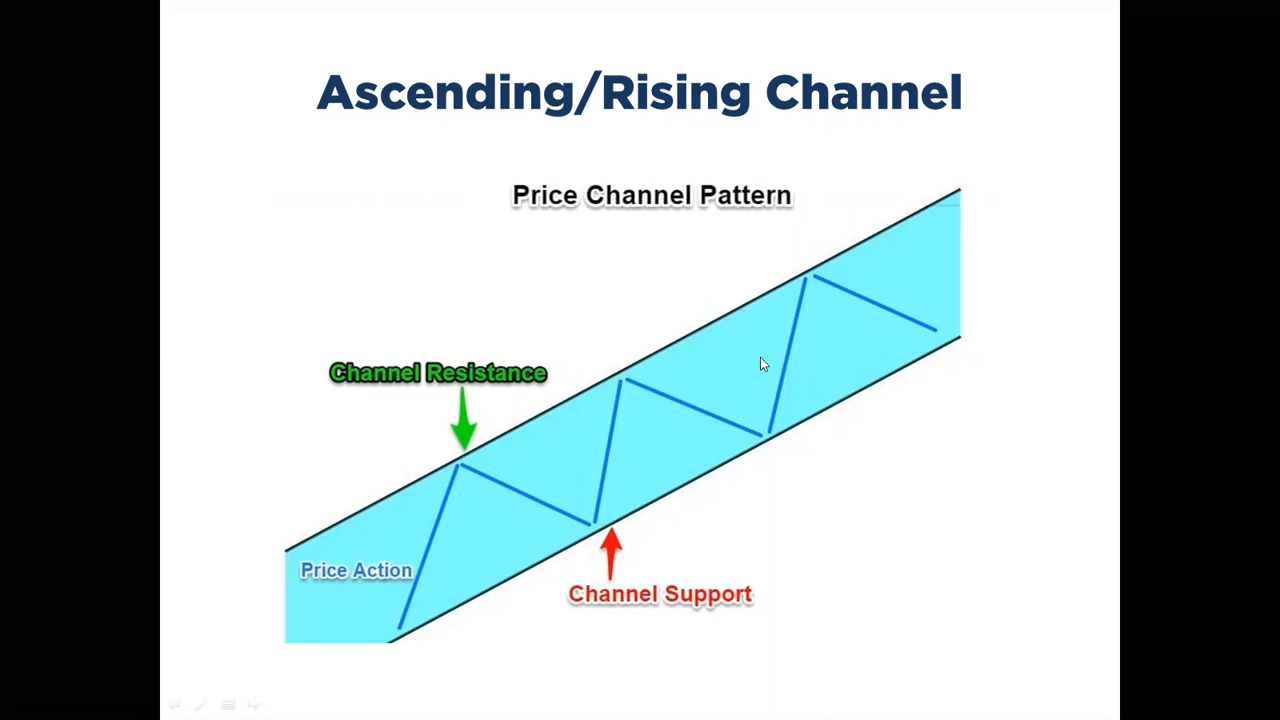 Ascending/Rising Channel
Price Channel Pattern
Channel Resistance
Price Action
Channel Support